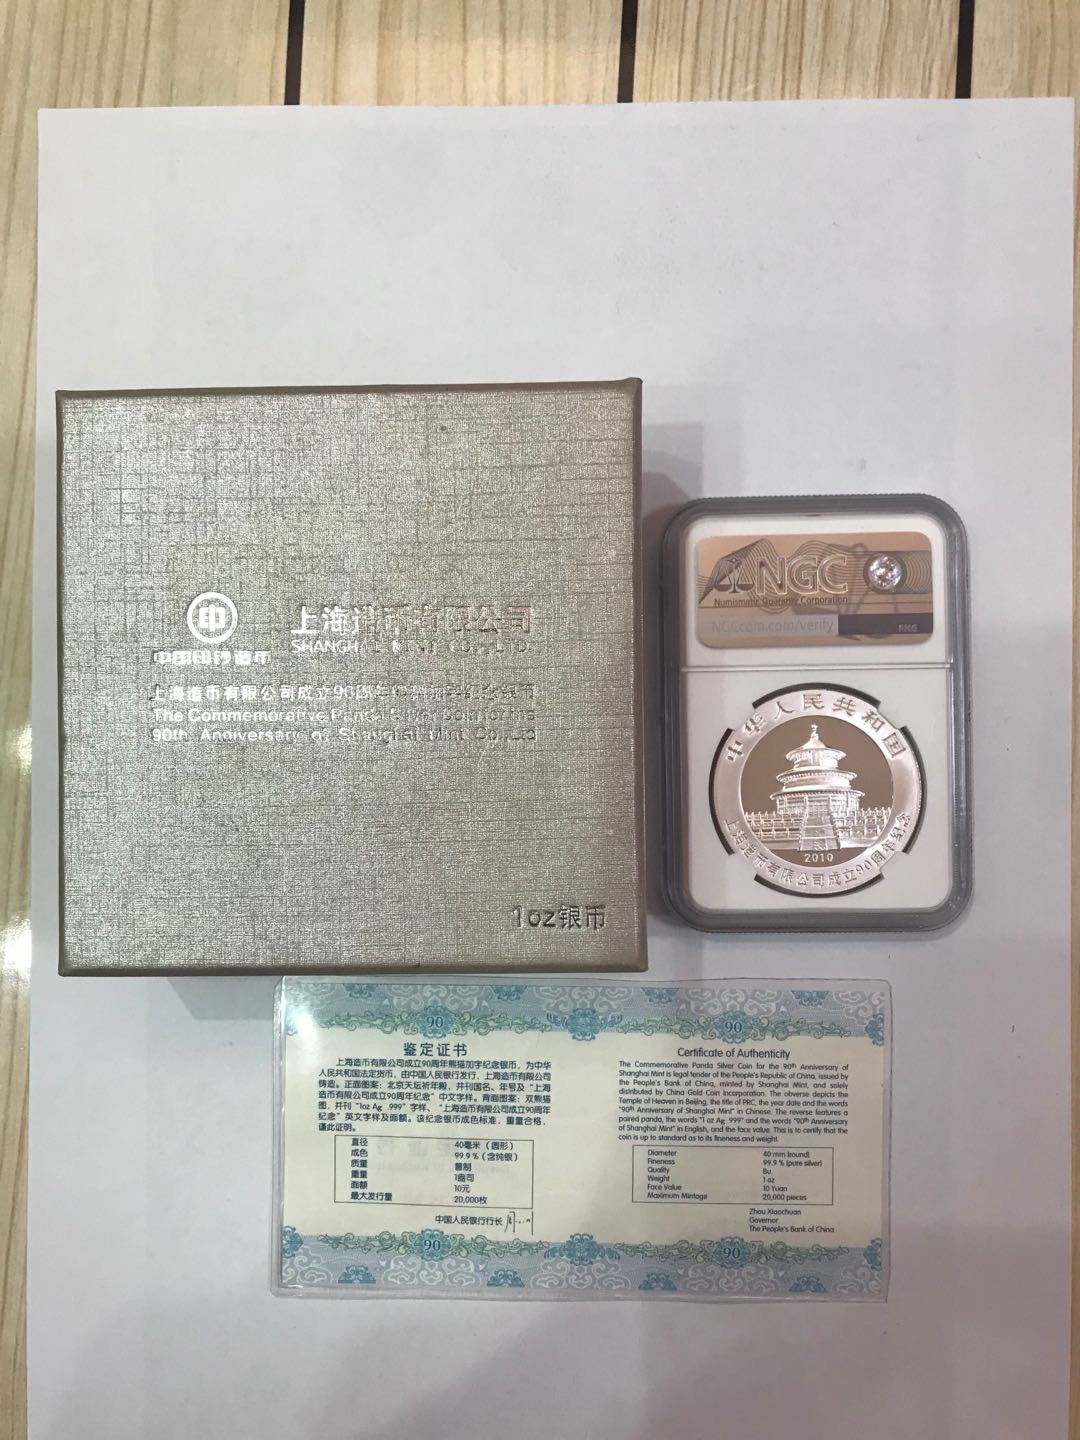 中国印钞造币
上海造币有限公司
SHANGHAI MINT CO.,LTD.
上海造币有限公司成立90周年熊猫加字纪念银币
The Commemorative Panda Silver Coin for the
90th Anniversary of Shanghai Mint Co.,Ltd
1oz银币
NGC
Numismatic Guaranty Corporation
NGCcoin.com/verify
中华人民共和国
2010
上海造币有限公司成立90周年纪念
90
90
鉴定证书
上海造币有限公司成立90周年熊猫加字纪念银币，为中华
人民共和国法定货币，由中国人民银行发行，上海造币有限公司
铸造。正面图案：北京天坛祈年殿，并刊国名、年号及“上海
造币有限公司成立90周年纪念”中文字样。背面图案：双熊猫
图，并刊“1oz Ag .999”字样、“上海造币有限公司成立90周年
纪念”英文字样及面额。该纪念银币成色标准，重量合格，
谨此证明。
直径 40毫米（圆形）
成色 99.9％（含纯银）
质量 普制
重量 1盎司
面额 10元
最大发行量 20,000枚
中国人民银行行长
Certificate of Authenticity
The Commemorative Panda Silver Coin for the 90th Anniversary of
Shanghai Mint is legal tender of the People's Republic of China, issued by
the People's Bank of China, minted by Shanghai Mint, and solely
distributed by China Gold Coin Incorporation. The obverse depicts the
Temple of Heaven in Beijing, the title of PRC, the year date and the words
"90th Anniversary of Shanghai Mint" in Chinese. The reverse features a
paired panda, the words "1 oz Ag .999" and the words "90th Anniversary
of Shanghai Mint" in English, and the face value. This is to certify that the
coin is up to standard as to its fineness and weight.
Diameter 40 mm (round)
Fineness 99.9 % (pure silver)
Quality Bu.
Weight 1 oz
Face Value 10 Yuan
Maximum Mintage 20,000 pieces
Zhou Xiaochuan
Governor
The People's Bank of China
90
90